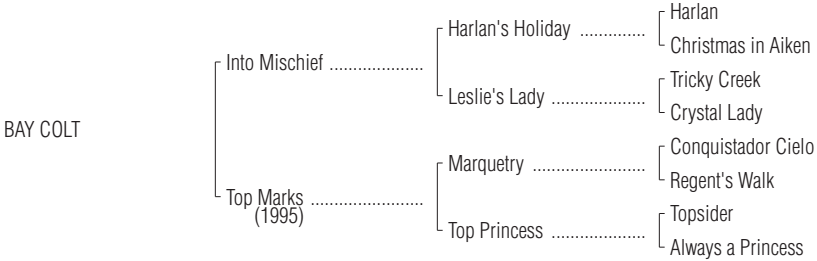 Harlan
Harlan's Holiday ..............
Christmas in Aiken
Into Mischief ....................
Tricky Creek
Leslie's Lady ....................
Crystal Lady
BAY COLT
Conquistador Cielo
Marquetry ........................
Regent's Walk
Top Marks ........................
(1995)
Topsider
Top Princess ....................
Always a Princess